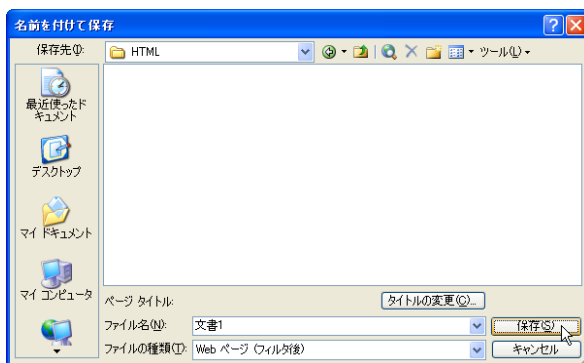 名前を付けて保存
保存先(I):
HTML
ツール(L)
最近使ったド
キュメント
デスクトップ
マイ ドキュメント
マイ コンピュータ
ページ タイトル:
タイトルの変更(C)...
ファイル名(N):
文書1
保存(S)
ファイルの種類(T):
Web ページ (フィルタ後)
キャンセル